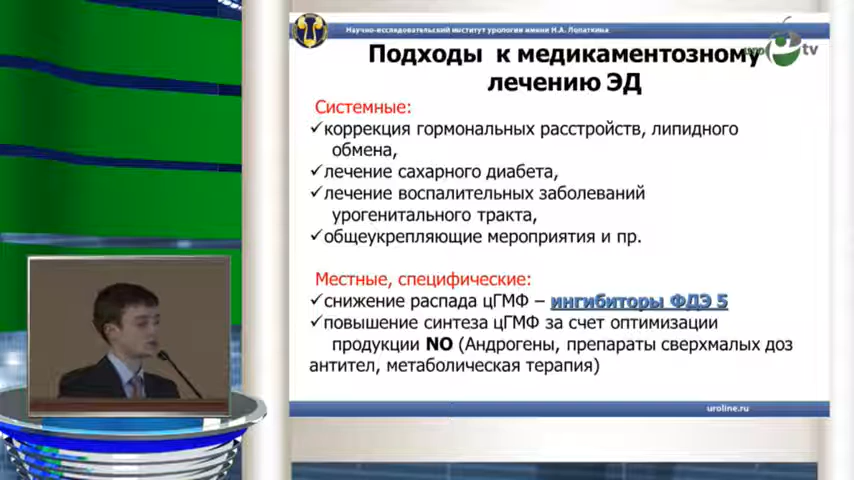 Научно-исследовательский институт урологии имени Н.А. Лопаткина
uro tv
Подходы к медикаментозному
лечению ЭД
Системные:
✓коррекция гормональных расстройств, липидного
обмена,
✓лечение сахарного диабета,
✓лечение воспалительных заболеваний
урогенитального тракта,
✓общеукрепляющие мероприятия и пр.
Местные, специфические:
✓снижение распада цГМФ – ингибиторы ФДЭ 5
✓повышение синтеза цГМФ за счет оптимизации
продукции NO (Андрогены, препараты сверхмалых доз
антител, метаболическая терапия)
uroline.ru